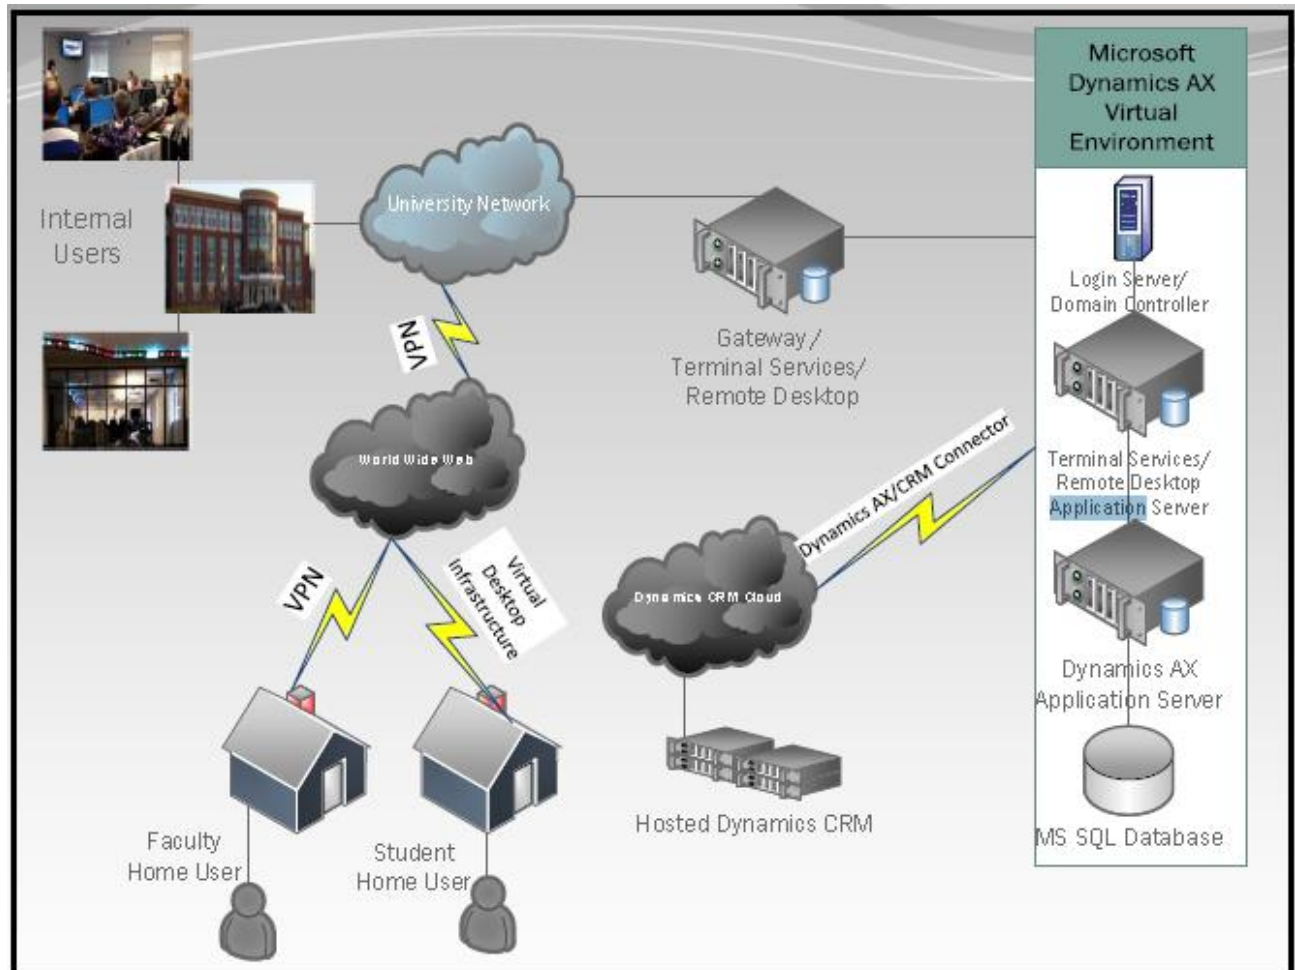 Microsoft
Dynamics AX
Virtual
Environment
Internal
Users
University Network
Login Server/
Domain Controller
VPN
Gateway/
Terminal Services/
Remote Desktop
World Wide Web
Dynamics AX/CRM Connector
Terminal Services/
Remote Desktop
Application Server
VPN
Virtual
Desktop
Infrastructure
Dynamics CRM Cloud
Dynamics AX
Application Server
Hosted Dynamics CRM
MS SQL Database
Faculty
Home User
Student
Home User